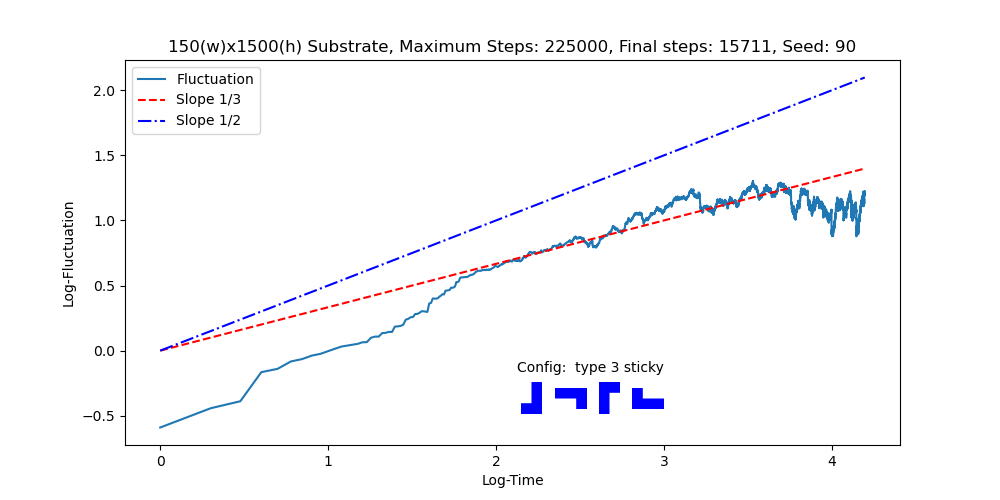 150(w)x1500(h) Substrate, Maximum Steps: 225000, Final steps: 15711, Seed: 90
Fluctuation
Slope 1/3
Slope 1/2
Log-Fluctuation
2.0
1.5
1.0
0.5
0.0
−0.5
Config:  type 3 sticky
0 1 2 3 4
Log-Time